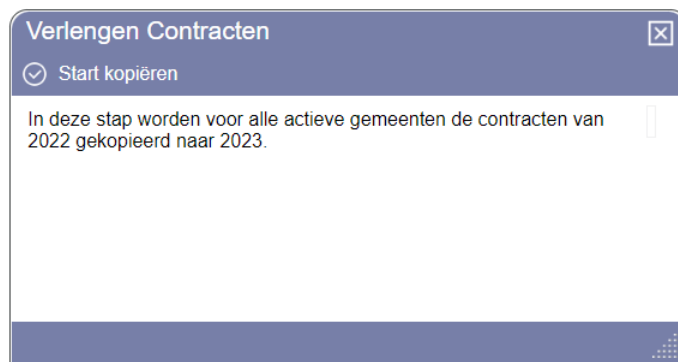 Verlengen Contracten
Start kopiëren
In deze stap worden voor alle actieve gemeenten de contracten van
2022 gekopieerd naar 2023.